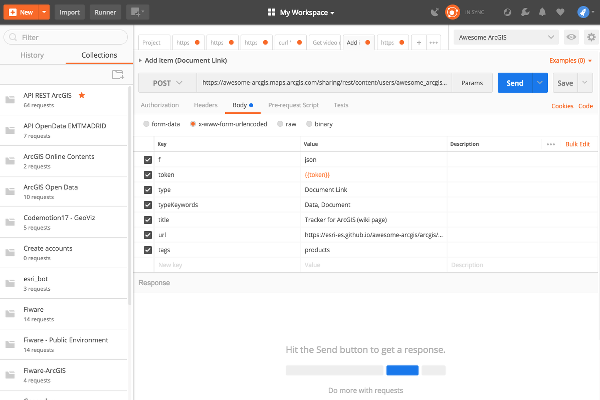 New Import Runner My Workspace IN SYNC
Filter
History Collections
API REST ArcGIS
64 requests
API OpenData EMTMADRID
7 requests
ArcGIS Online Contents
2 requests
ArcGIS Open Data
10 requests
Codemotion17 - GeoViz
5 requests
Create accounts
0 requests
esri_bot
3 requests
Fiware
14 requests
Fiware - Public Environment
14 requests
Fiware-ArcGIS
4 requests
Project https https https curl ' Get video Add i https + ••• Awesome ArcGIS
Add item (Document Link) Examples (0)
POST https://awesome-arcgis.maps.arcgis.com/sharing/rest/content/users/awesome_arcgis... Params Send Save
Authorization Headers Body Pre-request Script Tests Cookies Code
form-data x-www-form-urlencoded raw binary
Key Value Description ••• Bulk Edit
f json
token {{token}}
type Document Link
typeKeywords Data, Document
title Tracker for ArcGIS (wiki page)
url https://esri-es.github.io/awesome-arcgis/arcgis/...
tags products
New key Value Description
Response
Hit the Send button to get a response.
Do more with requests